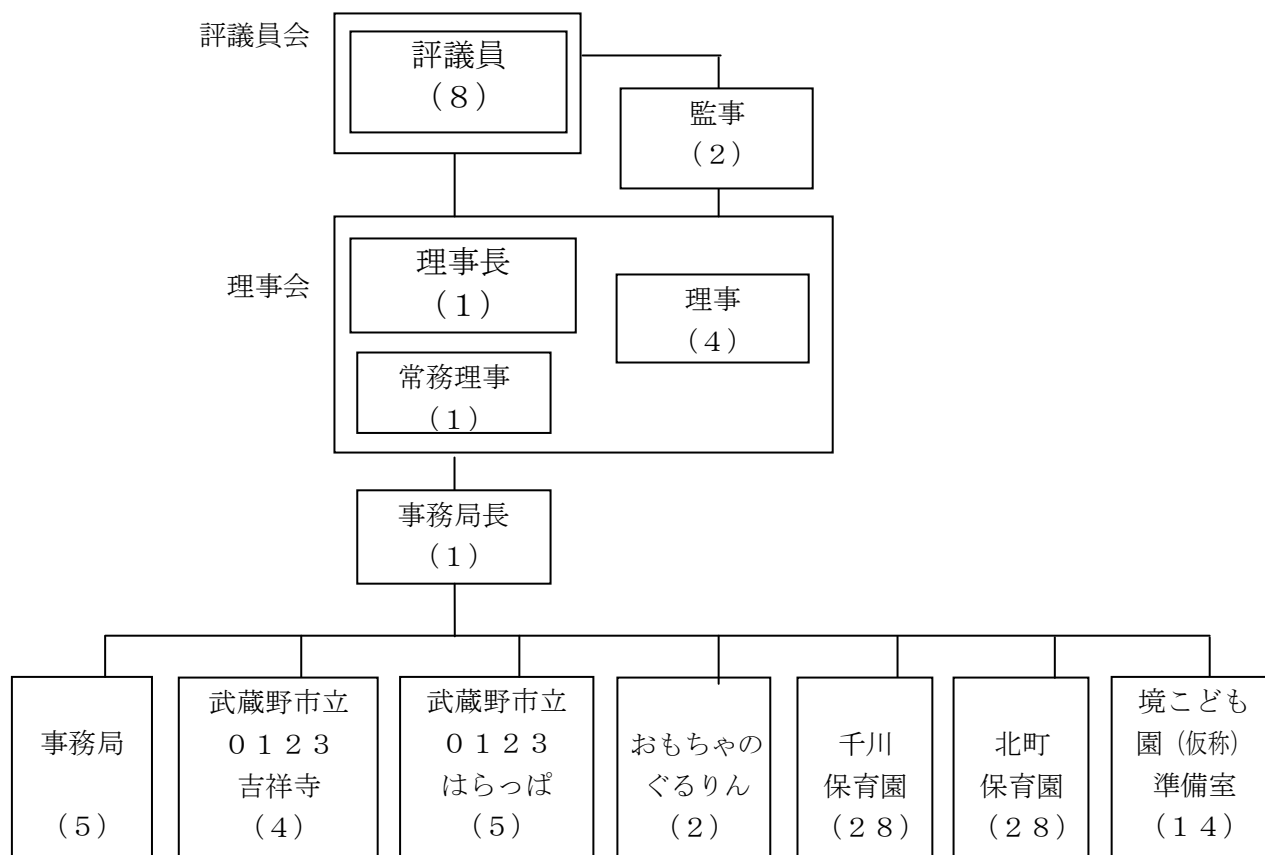 評議員会
評議員
（８）
監事
（２）
理事会
理事長
（１）
理事
（４）
常務理事
（１）
事務局長
（１）
事務局
（５）
武蔵野市立
０１２３
吉祥寺
（４）
武蔵野市立
０１２３
はらっぱ
（５）
おもちゃの
ぐるりん
（２）
千川
保育園
（２８）
北町
保育園
（２８）
境こども
園（仮称）
準備室
（１４）